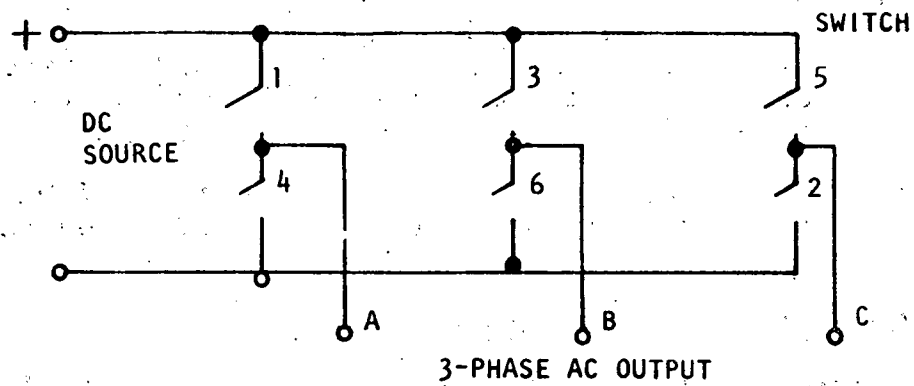 SWITCH
+
1
3
5
DC
SOURCE
4
6
2
A
B
C
3-PHASE AC OUTPUT